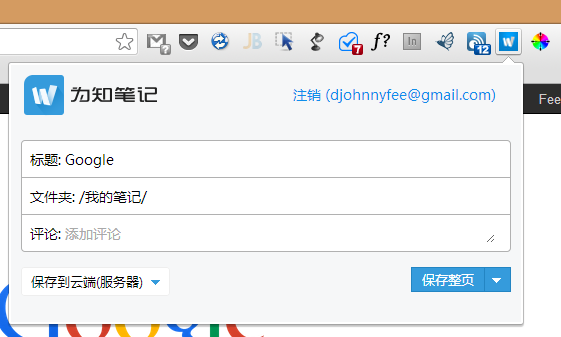 ? JB 7 f? In 12
为知笔记
注销 (djohnnyfee@gmail.com)
Fee
标题: Google
文件夹: /我的笔记/
评论: 添加评论
保存到云端(服务器)
保存整页
Google